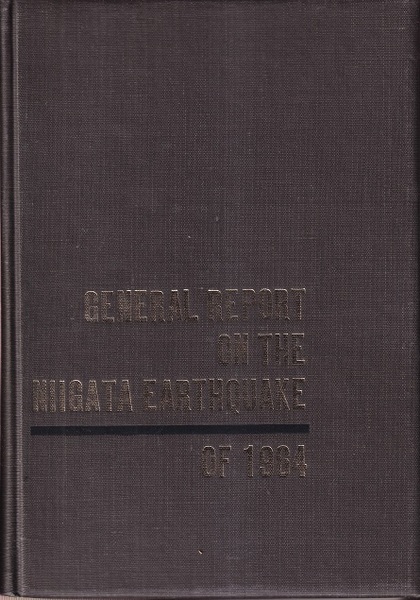 GENERAL REPORT
ON THE
NIIGATA EARTHQUAKE
OF 1964